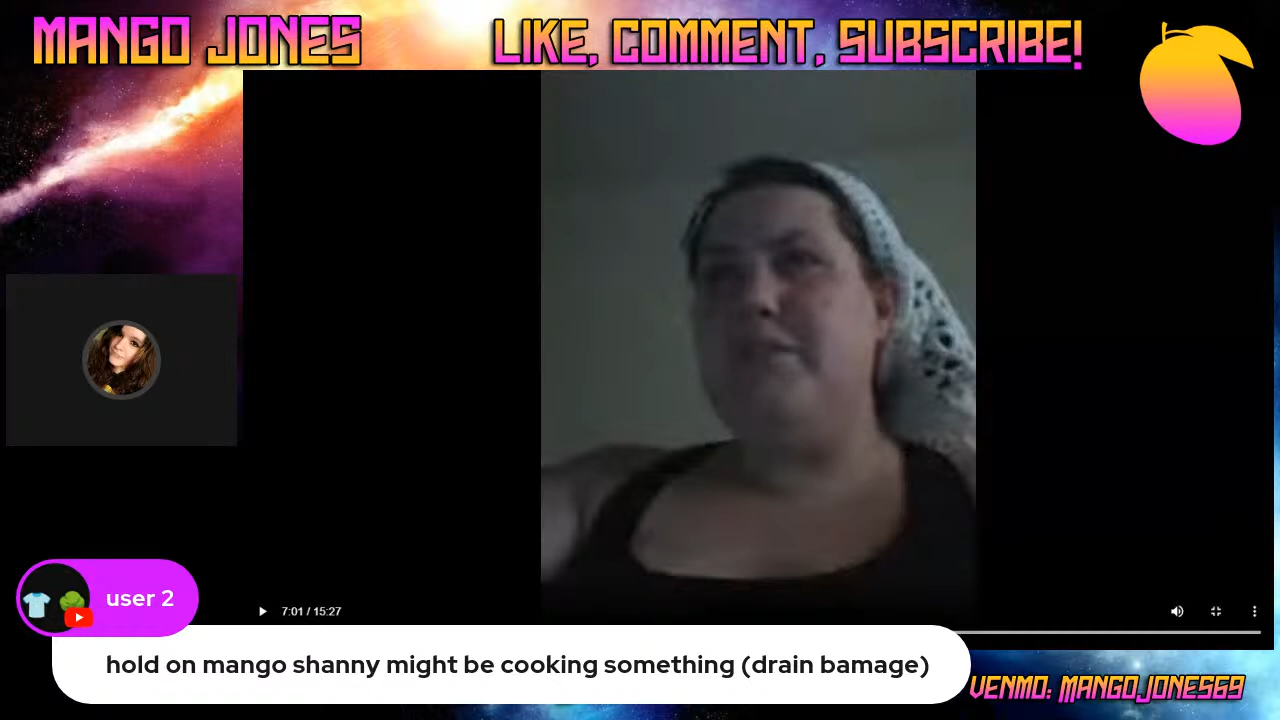 MANGO JONES
LIKE, COMMENT, SUBSCRIBE!
7:01 / 15:27
user 2
hold on mango shanny might be cooking something (drain bamage)
VENMO: MANGOJONES69